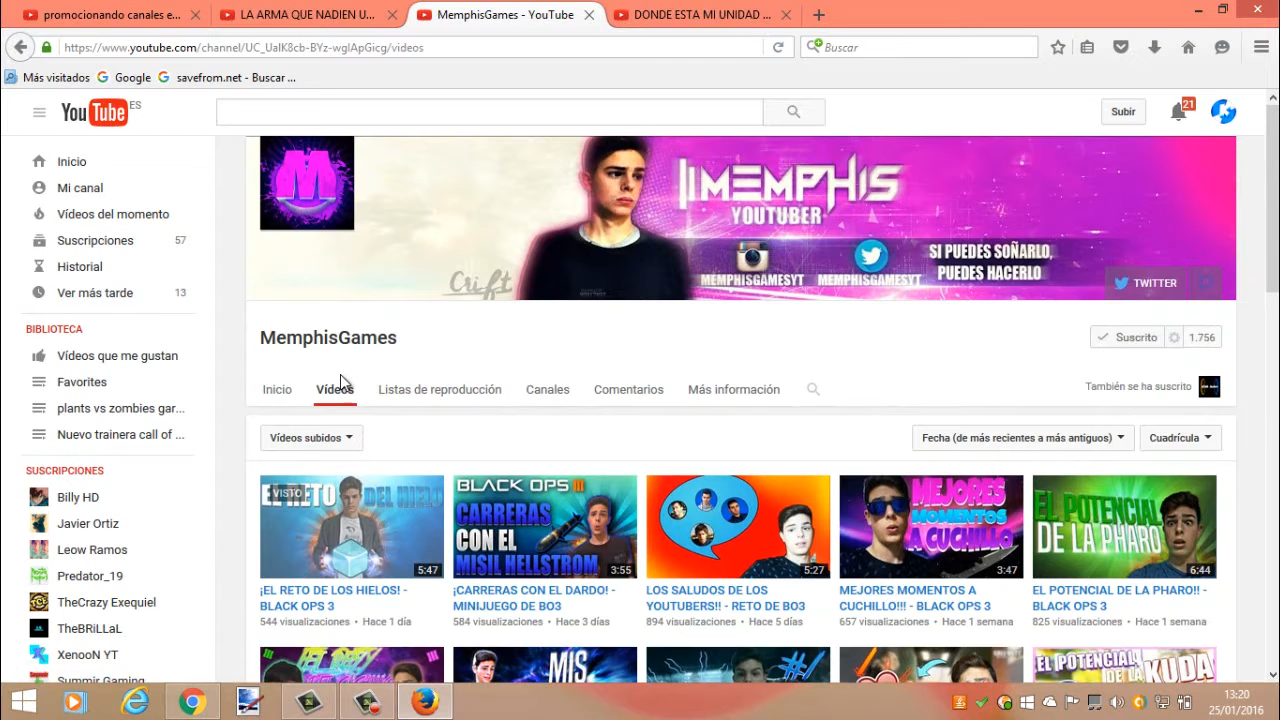 promocionando canales e...
LA ARMA QUE NADIEN U...
MemphisGames - YouTube
DONDE ESTA MI UNIDAD ...
https://www.youtube.com/channel/UC_UaIK8cb-BYz-wglApGicg/videos
Buscar
Más visitados
Google
savefrom.net - Buscar ...
YouTube ES
Subir
21
Inicio
Mi canal
Vídeos del momento
Suscripciones 57
Historial
Ver más tarde 13
BIBLIOTECA
Vídeos que me gustan
Favorites
plants vs zombies gar...
Nuevo trainera call of ...
SUSCRIPCIONES
Billy HD
Javier Ortiz
Leow Ramos
Predator_19
TheCrazy Exequiel
TheBRiLLaL
XenooN YT
Summir Gaming
M
MEMPHIS
YOUTUBER
MEMPHISGAMESYT
MEMPHISGAMESYT
SI PUEDES SOÑARLO,
PUEDES HACERLO
Crift
TWITTER
MemphisGames
Suscrito 1.756
Inicio
Vídeos
Listas de reproducción
Canales
Comentarios
Más información
También se ha suscrito
Vídeos subidos
Fecha (de más recientes a más antiguos)
Cuadrícula
VISTO
EL RETO DEL HIELO
5:47
BLACK OPS III
CARRERAS
CON EL
MISIL HELLSTROM
3:55
5:27
MEJORES
MOMENTOS
A CUCHILLO
3:47
EL POTENCIAL
DE LA PHARO
6:44
¡EL RETO DE LOS HIELOS! -
BLACK OPS 3
544 visualizaciones • Hace 1 día
¡CARRERAS CON EL DARDO! -
MINIJUEGO DE BO3
584 visualizaciones • Hace 3 días
LOS SALUDOS DE LOS
YOUTUBERS!! - RETO DE BO3
894 visualizaciones • Hace 5 días
MEJORES MOMENTOS A
CUCHILLO!!! - BLACK OPS 3
657 visualizaciones • Hace 1 semana
EL POTENCIAL DE LA PHARO!! -
BLACK OPS 3
825 visualizaciones • Hace 1 semana
MIS
EL POTENCIAL
DE LA KUDA
13:20
25/01/2016